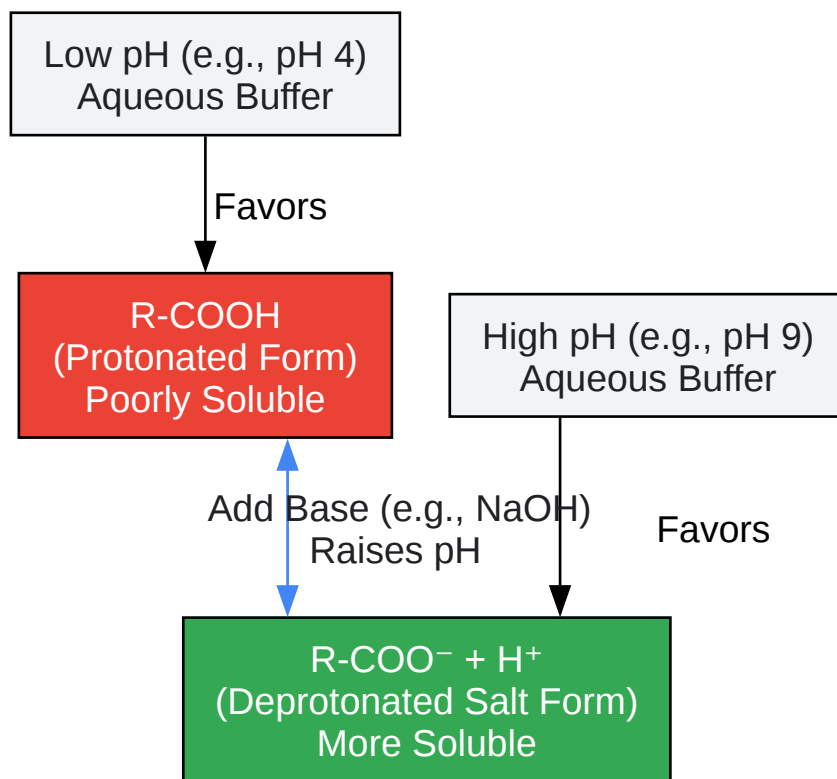 Low pH (e.g., pH 4)
Aqueous Buffer
Favors
R-COOH
(Protonated Form)
Poorly Soluble
High pH (e.g., pH 9)
Aqueous Buffer
Add Base (e.g., NaOH)
Raises pH
Favors
R-COO⁻ + H⁺
(Deprotonated Salt Form)
More Soluble